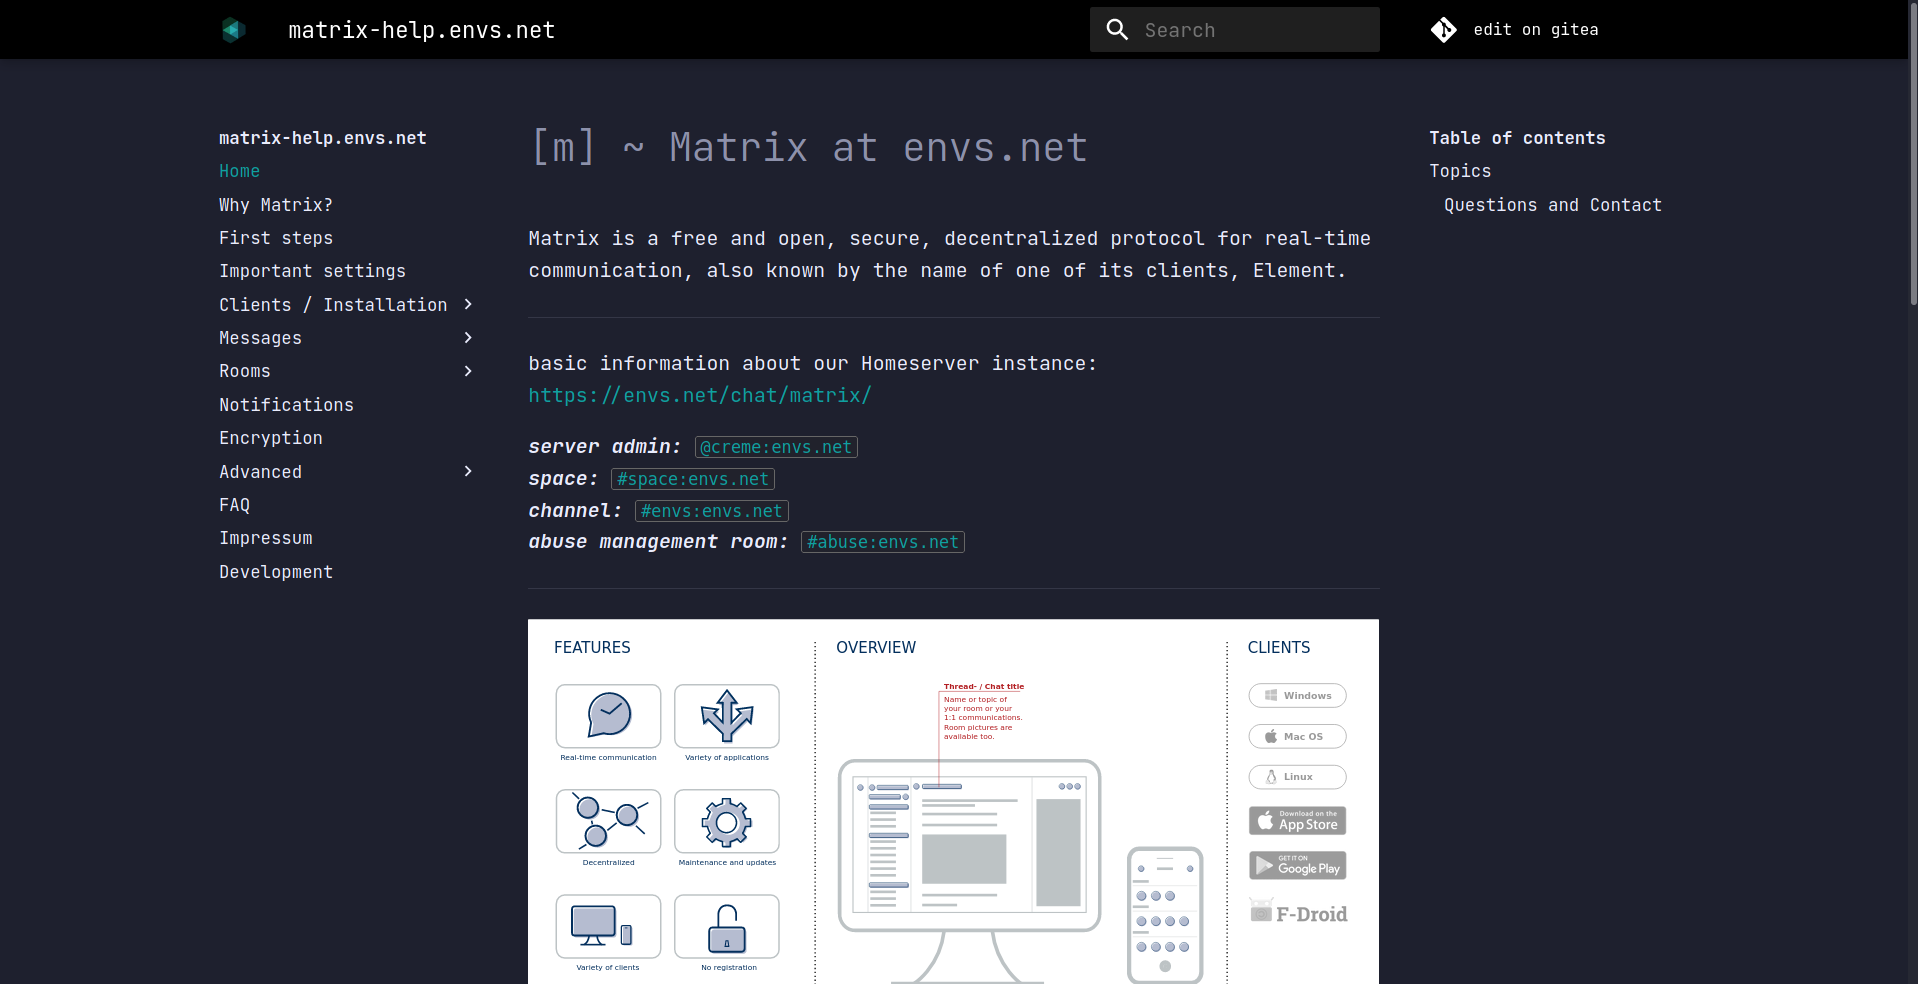 matrix-help.envs.net
Search
edit on gitea
matrix-help.envs.net
Home
Why Matrix?
First steps
Important settings
Clients / Installation
Messages
Rooms
Notifications
Encryption
Advanced
FAQ
Impressum
Development
[m] ~ Matrix at envs.net
Matrix is a free and open, secure, decentralized protocol for real-time
communication, also known by the name of one of its clients, Element.
basic information about our Homeserver instance:
https://envs.net/chat/matrix/
server admin: @creme:envs.net
space: #space:envs.net
channel: #envs:envs.net
abuse management room: #abuse:envs.net
Table of contents
Topics
Questions and Contact
FEATURES
Real-time communication
Variety of applications
Decentralized
Maintenance and updates
Variety of clients
No registration
OVERVIEW
Thread- / Chat title
Name or topic of
your room or your
1:1 communications.
Room pictures are
available too.
CLIENTS
Windows
Mac OS
Linux
Download on the
App Store
GET IT ON
Google Play
F-Droid